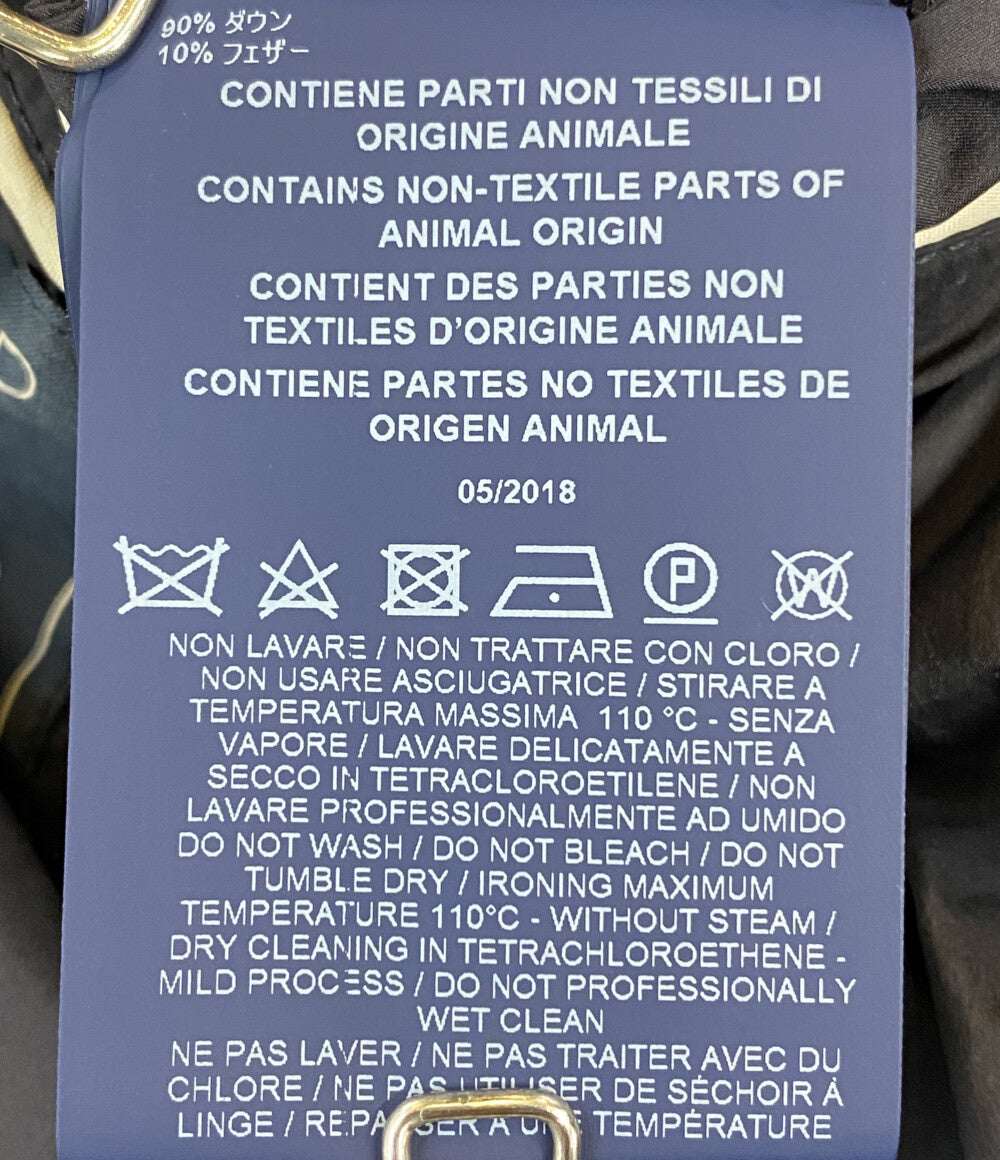 90% ダウン
10% フェザー
CONTIENE PARTI NON TESSILI DI
ORIGINE ANIMALE
CONTAINS NON-TEXTILE PARTS OF
ANIMAL ORIGIN
CONTIENT DES PARTIES NON
TEXTILES D'ORIGINE ANIMALE
CONTIENE PARTES NO TEXTILES DE
ORIGEN ANIMAL
05/2018
P W
NON LAVARE / NON TRATTARE CON CLORO /
NON USARE ASCIUGATRICE / STIRARE A
TEMPERATURA MASSIMA 110 °C - SENZA
VAPORE / LAVARE DELICATAMENTE A
SECCO IN TETRACLOROETILENE / NON
LAVARE PROFESSIONALMENTE AD UMIDO
DO NOT WASH / DO NOT BLEACH / DO NOT
TUMBLE DRY / IRONING MAXIMUM
TEMPERATURE 110°C - WITHOUT STEAM /
DRY CLEANING IN TETRACHLOROETHENE -
MILD PROCESS / DO NOT PROFESSIONALLY
WET CLEAN
NE PAS LAVER / NE PAS TRAITER AVEC DU
CHLORE / NE PAS UTILISER DE SÉCHOIR À
LINGE / REPASSER À UNE TEMPÉRATURE